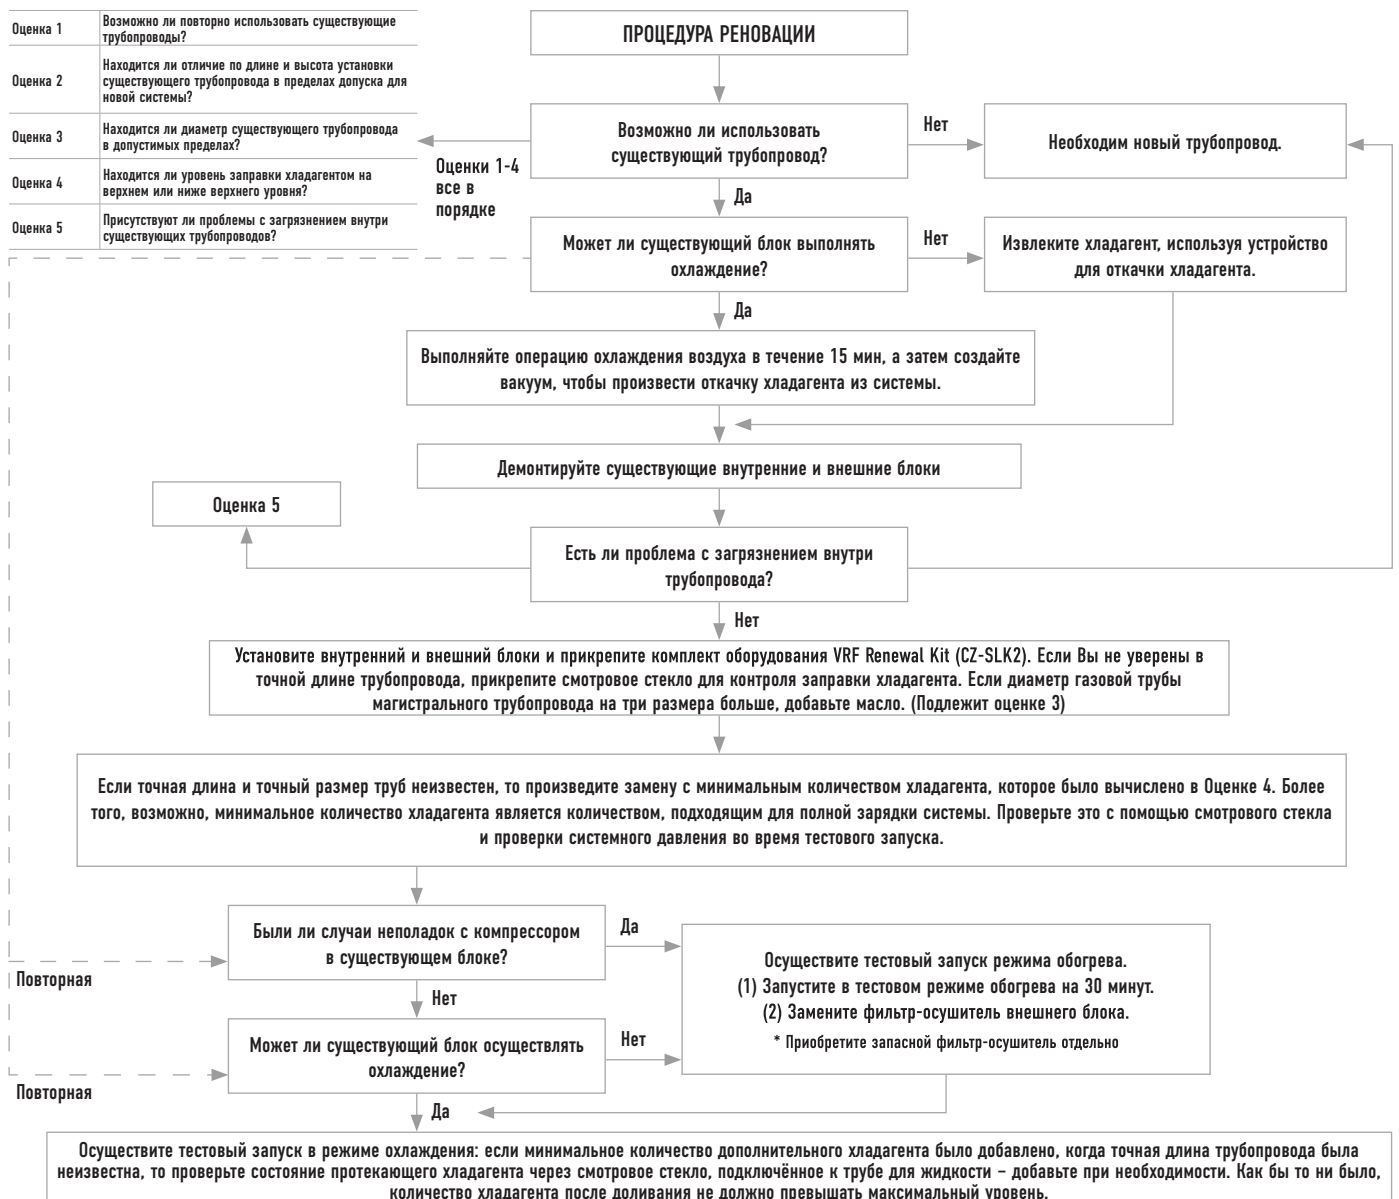 Оценка 1
Возможно ли повторно использовать существующие
трубопроводы?
Оценка 2
Находится ли отличие по длине и высота установки
существующего трубопровода в пределах допуска для
новой системы?
Оценка 3
Находится ли диаметр существующего трубопровода
в допустимых пределах?
Оценка 4
Находится ли уровень заправки хладагентом на
верхнем или ниже верхнего уровня?
Оценка 5
Присутствуют ли проблемы с загрязнением внутри
существующих трубопроводов?
ПРОЦЕДУРА РЕНОВАЦИИ
Возможно ли использовать
существующий трубопровод?
Нет
Необходим новый трубопровод.
Оценки 1-4
все в
порядке
Да
Может ли существующий блок выполнять
охлаждение?
Нет
Извлеките хладагент, используя устройство
для откачки хладагента.
Да
Выполняйте операцию охлаждения воздуха в течение 15 мин, а затем создайте
вакуум, чтобы произвести откачку хладагента из системы.
Демонтируйте существующие внутренние и внешние блоки
Оценка 5
Есть ли проблема с загрязнением внутри
трубопровода?
Нет
Установите внутренний и внешний блоки и прикрепите комплект оборудования VRF Renewal Kit (CZ-SLK2). Если Вы не уверены в
точной длине трубопровода, прикрепите смотровое стекло для контроля заправки хладагента. Если диаметр газовой трубы
магистрального трубопровода на три размера больше, добавьте масло. (Подлежит оценке 3)
Если точная длина и точный размер труб неизвестен, то произведите замену с минимальным количеством хладагента, которое было вычислено в Оценке 4. Более
того, возможно, минимальное количество хладагента является количеством, подходящим для полной зарядки системы. Проверьте это с помощью смотрового стекла
и проверки системного давления во время тестового запуска.
Были ли случаи неполадок с компрессором
в существующем блоке?
Да
Повторная
Осуществите тестовый запуск режима обогрева.
(1) Запустите в тестовом режиме обогрева на 30 минут.
(2) Замените фильтр-осушитель внешнего блока.
* Приобретите запасной фильтр-осушитель отдельно
Нет
Может ли существующий блок осуществлять
охлаждение?
Нет
Повторная
Да
Осуществите тестовый запуск в режиме охлаждения: если минимальное количество дополнительного хладагента было добавлено, когда точная длина трубопровода была
неизвестна, то проверьте состояние протекающего хладагента через смотровое стекло, подключённое к трубе для жидкости – добавьте при необходимости. Как бы то ни было,
количество хладагента после доливания не должно превышать максимальный уровень.